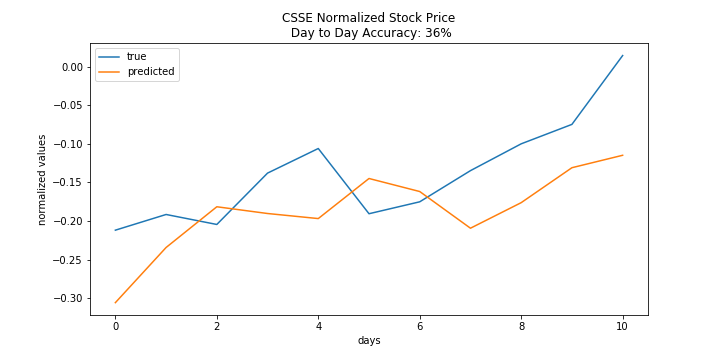 CSSE Normalized Stock Price
Day to Day Accuracy: 36%
true
predicted
normalized values
0.00
−0.05
−0.10
−0.15
−0.20
−0.25
−0.30
0 2 4 6 8 10
days